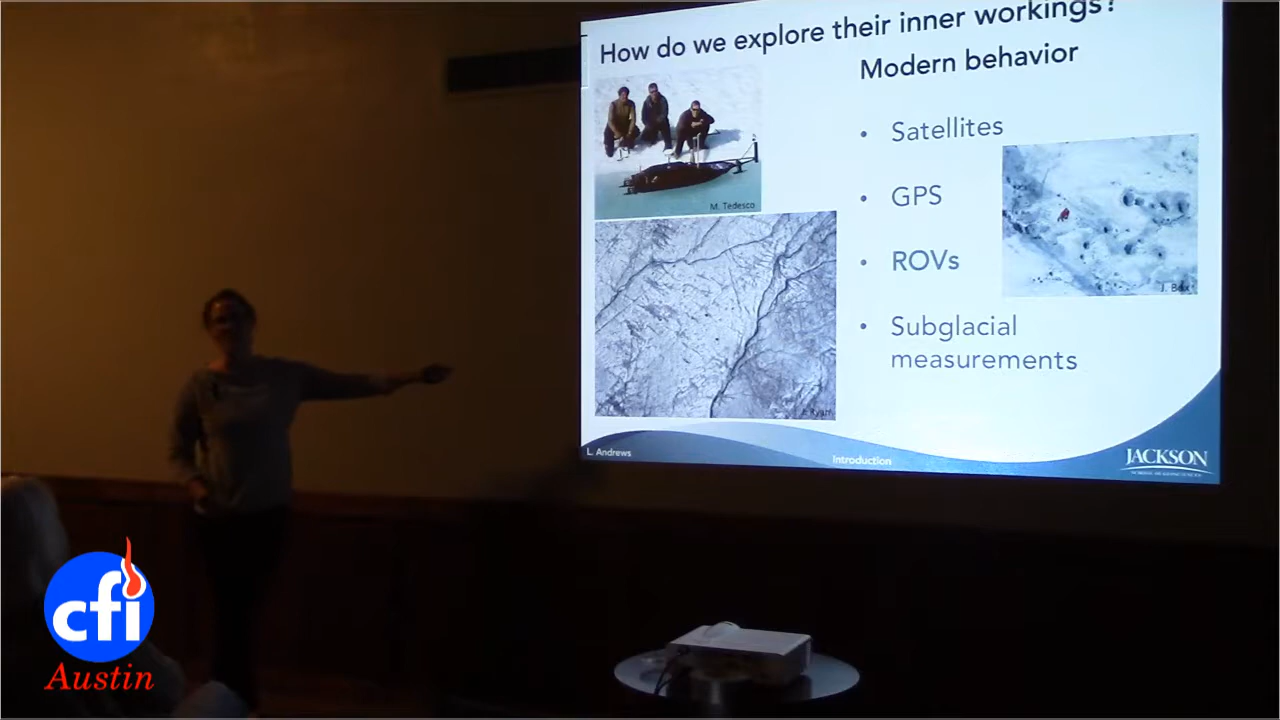 How do we explore their inner workings?
Modern behavior
• Satellites
• GPS
• ROVs
• Subglacial
measurements
M. Tedesco
J. Box
L. Andrews
Introduction
JACKSON
cfi
Austin